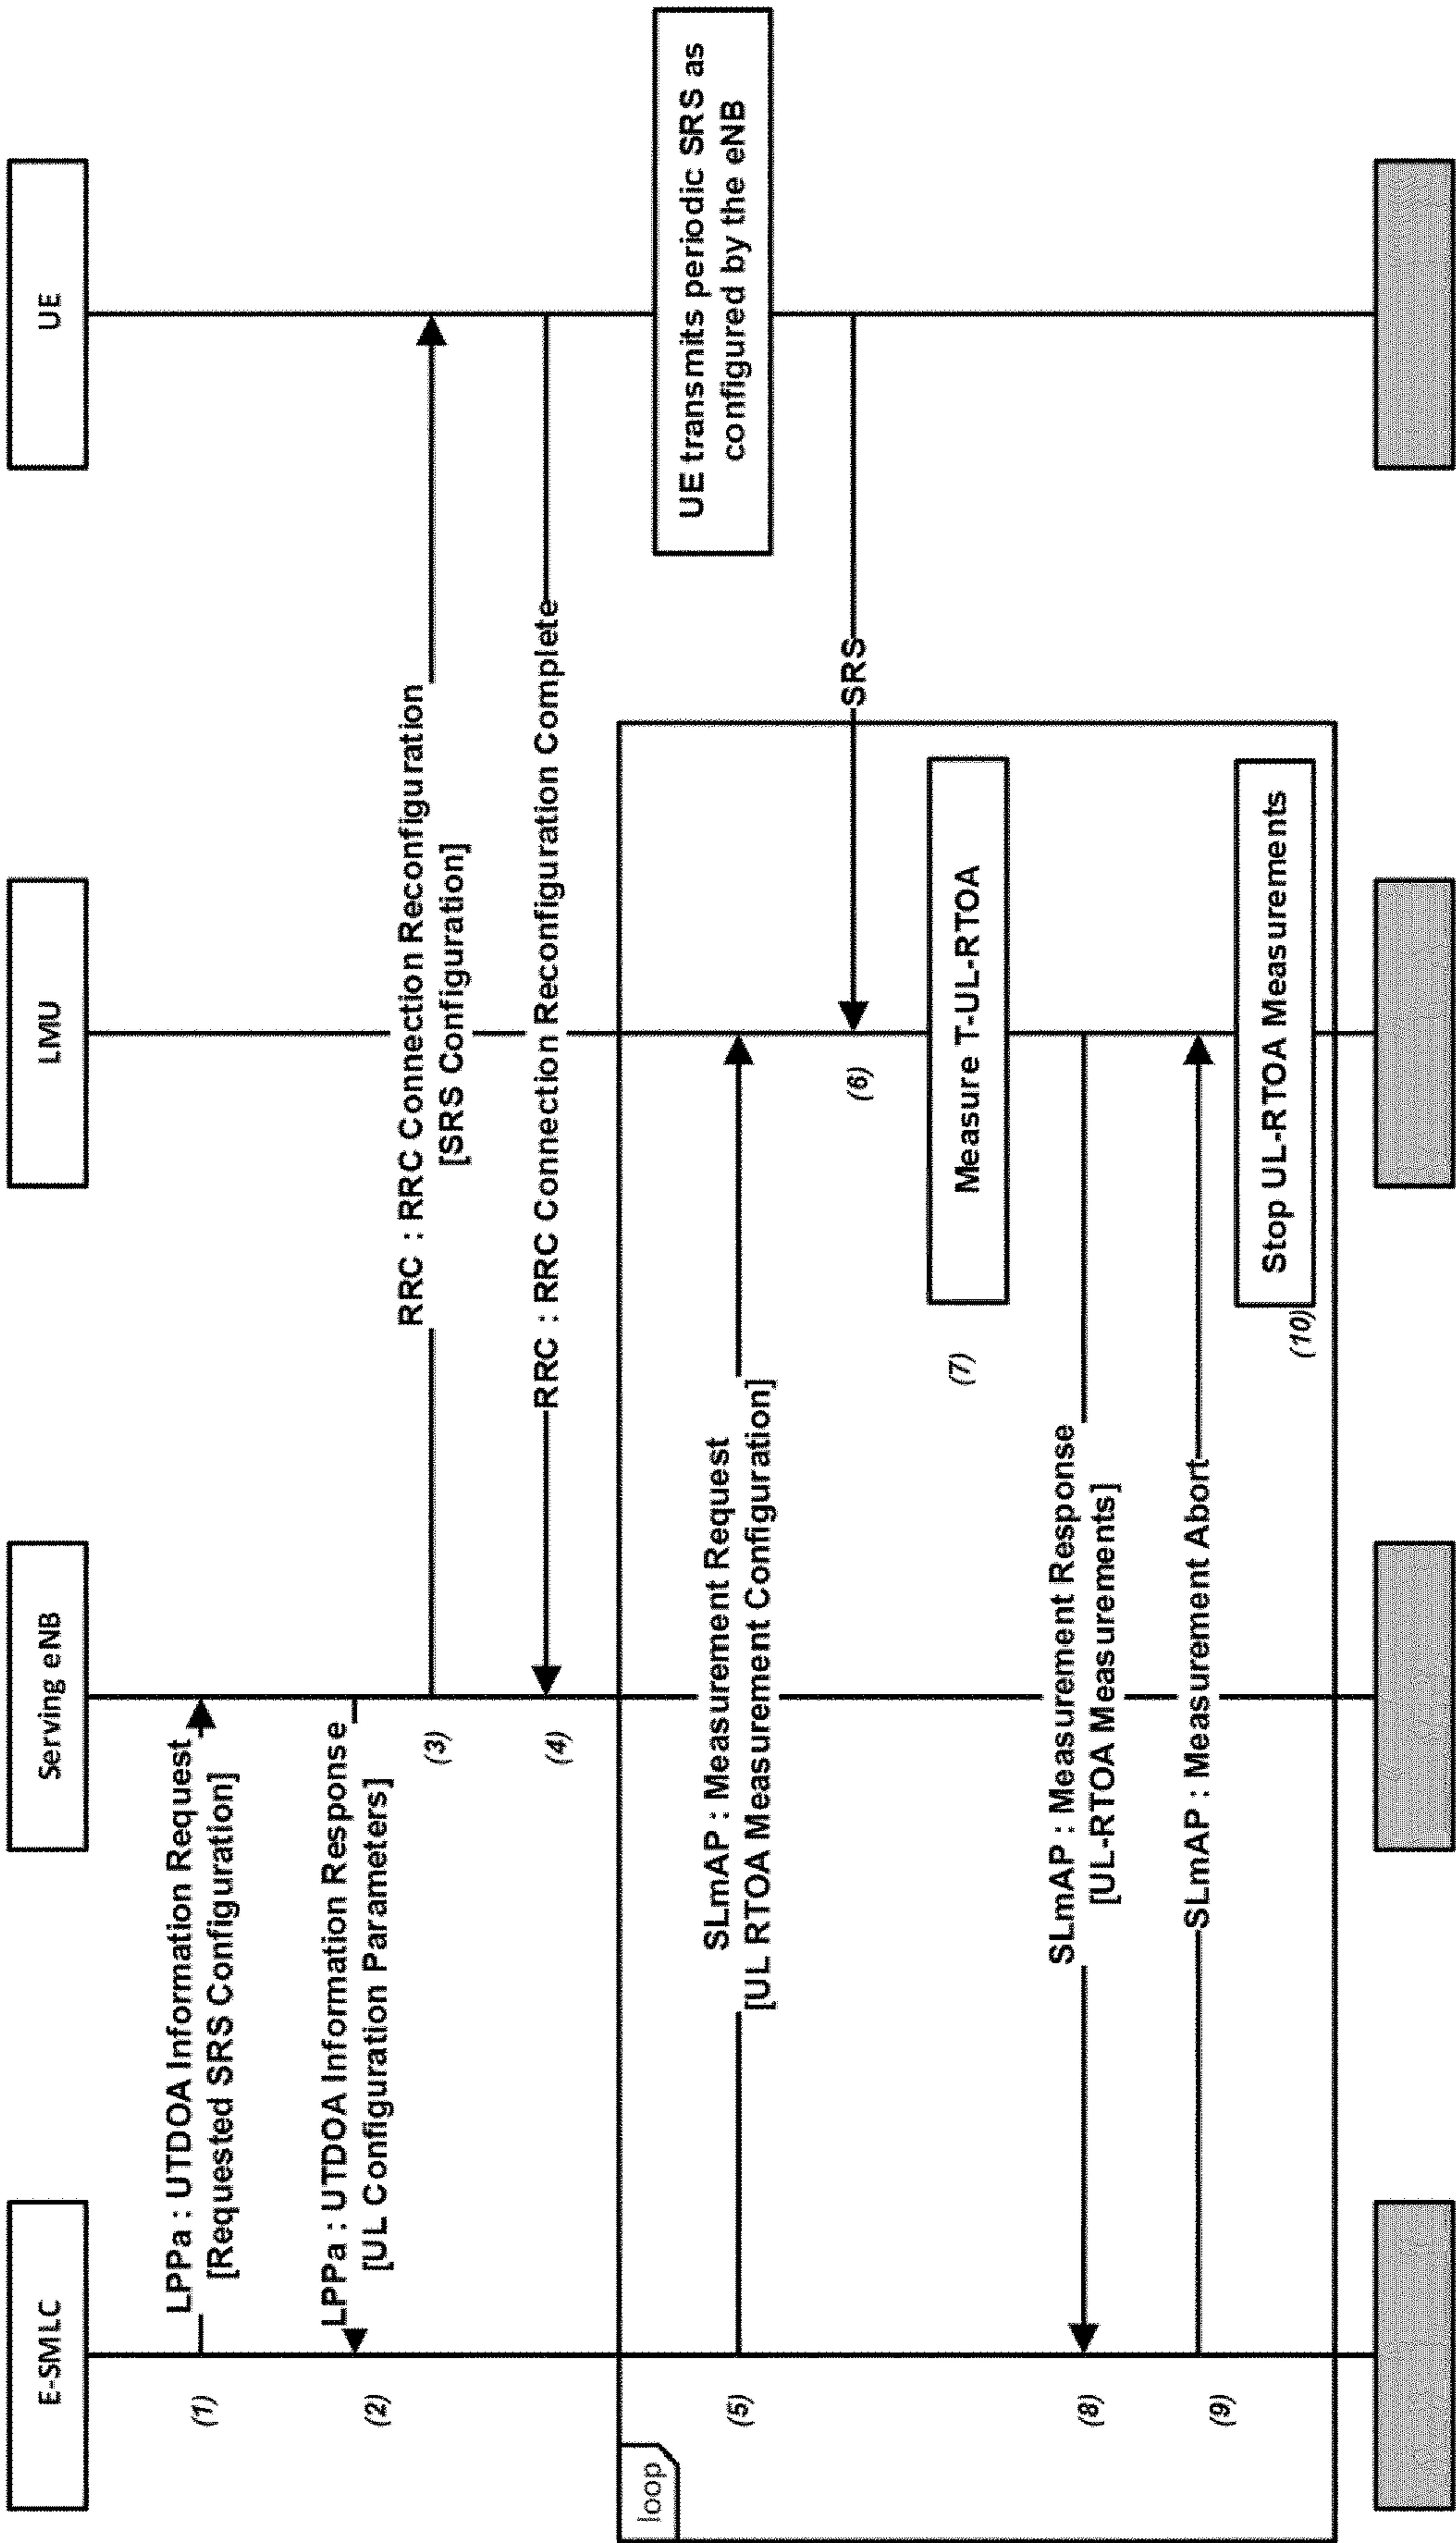 E-SMLC
Serving eNB
LMU
UE
(1)
LPPa : UTDOA Information Request
[Requested SRS Configuration]
(2)
LPPa : UTDOA Information Response
[UL Configuration Parameters]
(3)
RRC : RRC Connection Reconfiguration
[SRS Configuration]
(4)
RRC : RRC Connection Reconfiguration Complete
loop
UE transmits periodic SRS as
configured by the eNB
(5)
SLmAP : Measurement Request
[UL RTOA Measurement Configuration]
(6)
SRS
(7)
Measure T-UL-RTOA
(8)
SLmAP : Measurement Response
[UL-RTOA Measurements]
(9)
SLmAP : Measurement Abort
(10)
Stop UL-RTOA Measurements